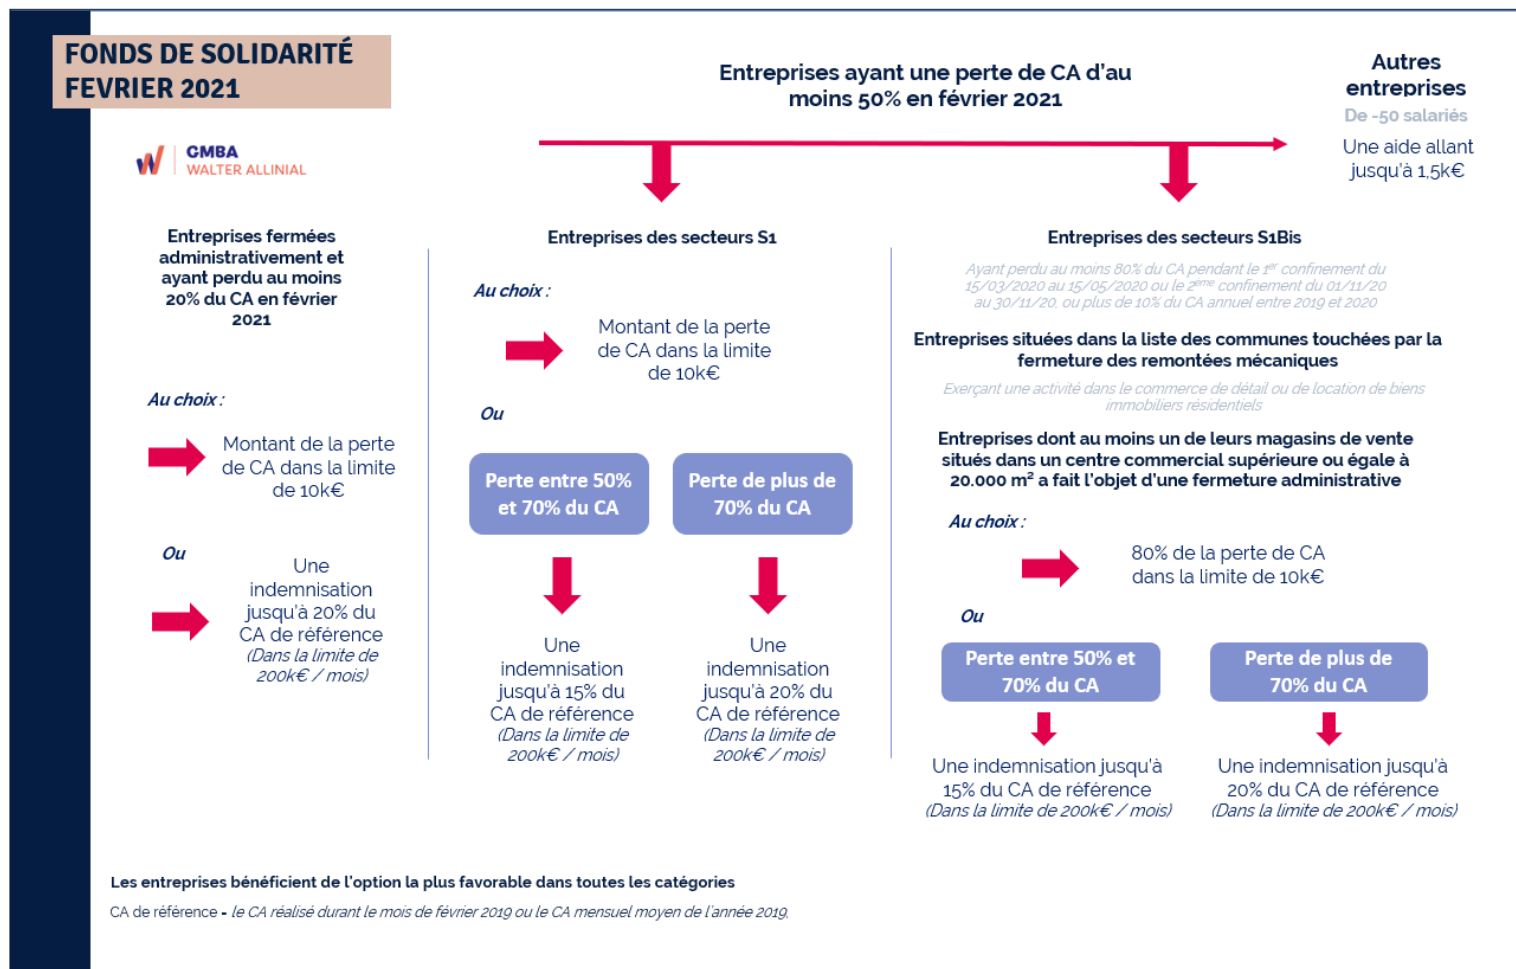 FONDS DE SOLIDARITÉ
FEVRIER 2021
GMBA
WALTER ALLINIAL
Entreprises ayant une perte de CA d'au
moins 50% en février 2021
Autres
entreprises
De -50 salariés
Une aide allant
jusqu'à 1,5k€
Entreprises fermées
administrativement et
ayant perdu au moins
20% du CA en février
2021
Au choix :
Montant de la perte
de CA dans la limite
de 10k€
Ou
Une
indemnisation
jusqu'à 20% du
CA de référence
(Dans la limite de
200k€ / mois)
Entreprises des secteurs S1
Au choix :
Montant de la perte
de CA dans la limite
de 10k€
Ou
Perte entre 50%
et 70% du CA
Une
indemnisation
jusqu'à 15% du
CA de référence
(Dans la limite de
200k€ / mois)
Perte de plus de
70% du CA
Une
indemnisation
jusqu'à 20% du
CA de référence
(Dans la limite de
200k€ / mois)
Entreprises des secteurs S1Bis
Ayant perdu au moins 80% du CA pendant le 1er confinement du
15/03/2020 au 15/05/2020 ou le 2ème confinement du 01/11/20
au 30/11/20, ou plus de 10% du CA annuel entre 2019 et 2020
Entreprises situées dans la liste des communes touchées par la
fermeture des remontées mécaniques
Exerçant une activité dans le commerce de détail ou de location de biens
immobiliers résidentiels
Entreprises dont au moins un de leurs magasins de vente
situés dans un centre commercial supérieure ou égale à
20.000 m² a fait l'objet d'une fermeture administrative
Au choix :
80% de la perte de CA
dans la limite de 10k€
Ou
Perte entre 50% et
70% du CA
Une indemnisation jusqu'à
15% du CA de référence
(Dans la limite de 200k€ / mois)
Perte de plus de
70% du CA
Une indemnisation jusqu'à
20% du CA de référence
(Dans la limite de 200k€ / mois)
Les entreprises bénéficient de l'option la plus favorable dans toutes les catégories
CA de référence = le CA réalisé durant le mois de février 2019 ou le CA mensuel moyen de l'année 2019,